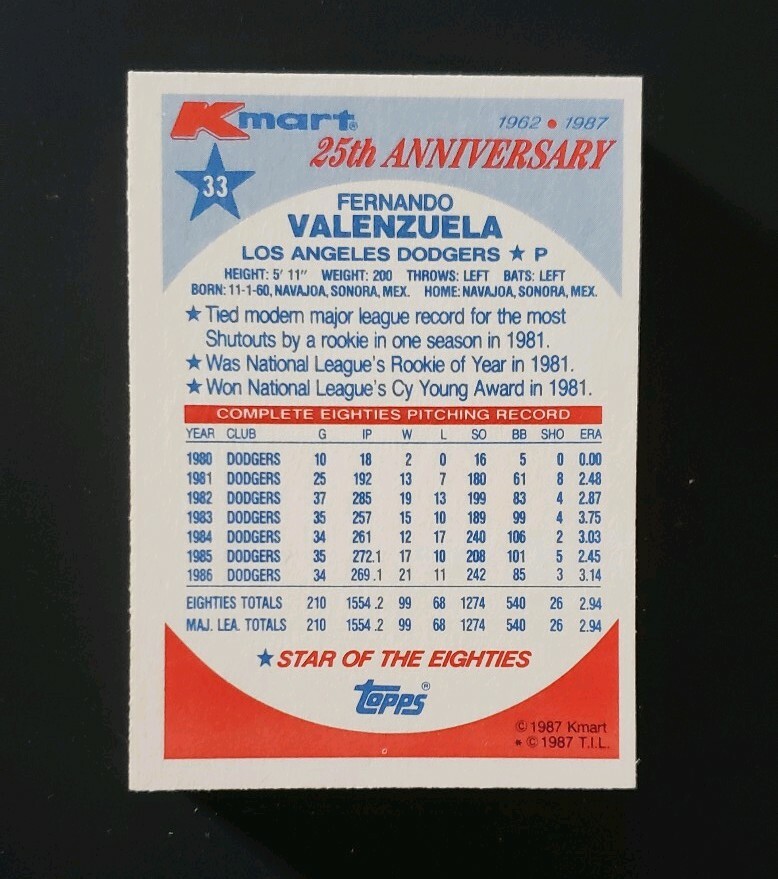 Kmart®
1962 • 1987
25th ANNIVERSARY
33
FERNANDO
VALENZUELA
LOS ANGELES DODGERS ★ P
HEIGHT: 5' 11" WEIGHT: 200 THROWS: LEFT BATS: LEFT
BORN: 11-1-60, NAVAJOA, SONORA, MEX. HOME: NAVAJOA, SONORA, MEX.
★ Tied modern major league record for the most
Shutouts by a rookie in one season in 1981.
★ Was National League's Rookie of Year in 1981.
★ Won National League's Cy Young Award in 1981.
COMPLETE EIGHTIES PITCHING RECORD
YEAR CLUB G IP W L SO BB SHO ERA
1980 DODGERS 10 18 2 0 16 5 0 0.00
1981 DODGERS 25 192 13 7 180 61 8 2.48
1982 DODGERS 37 285 19 13 199 83 4 2.87
1983 DODGERS 35 257 15 10 189 99 4 3.75
1984 DODGERS 34 261 12 17 240 106 2 3.03
1985 DODGERS 35 272.1 17 10 208 101 5 2.45
1986 DODGERS 34 269.1 21 11 242 85 3 3.14
EIGHTIES TOTALS 210 1554.2 99 68 1274 540 26 2.94
MAJ. LEA. TOTALS 210 1554.2 99 68 1274 540 26 2.94
★ STAR OF THE EIGHTIES
topps®
© 1987 Kmart
* © 1987 T.I.L.